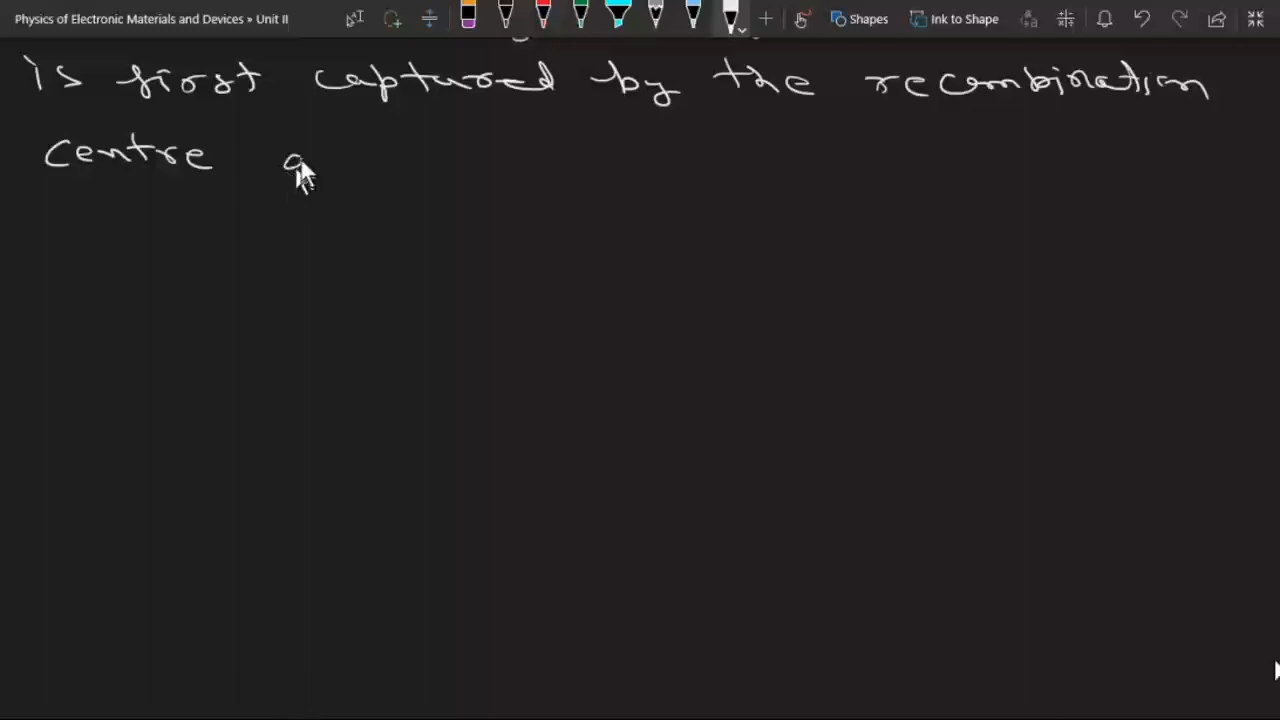 Physics of Electronic Materials and Devices » Unit II
Shapes
Ink to Shape
is first captured by the recombination
centre a